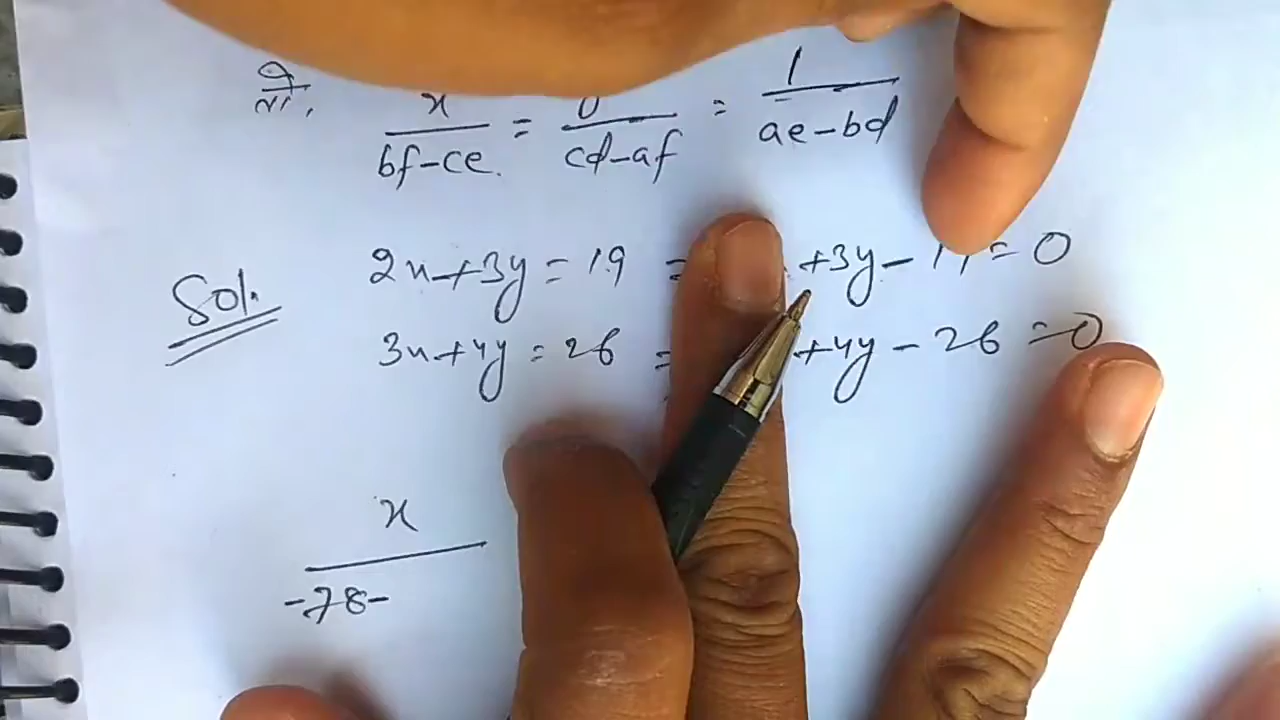 x/(bf-ce) = /(cd-af) = 1/(ae-bd)
Sol. 2x+3y=19 = +3y- =0
3x+4y=26 = +4y-26=0
x/-78-